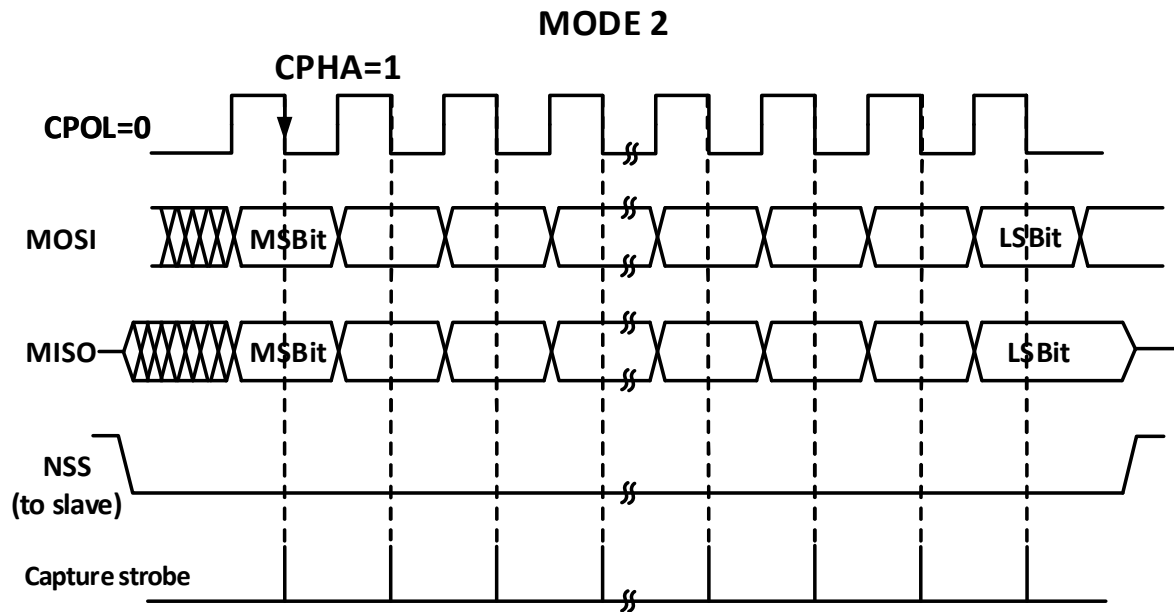 MODE 2
CPHA=1
CPOL=0
MOSI
MSBit
LSBit
MISO
MSBit
LSBit
NSS
(to slave)
Capture strobe